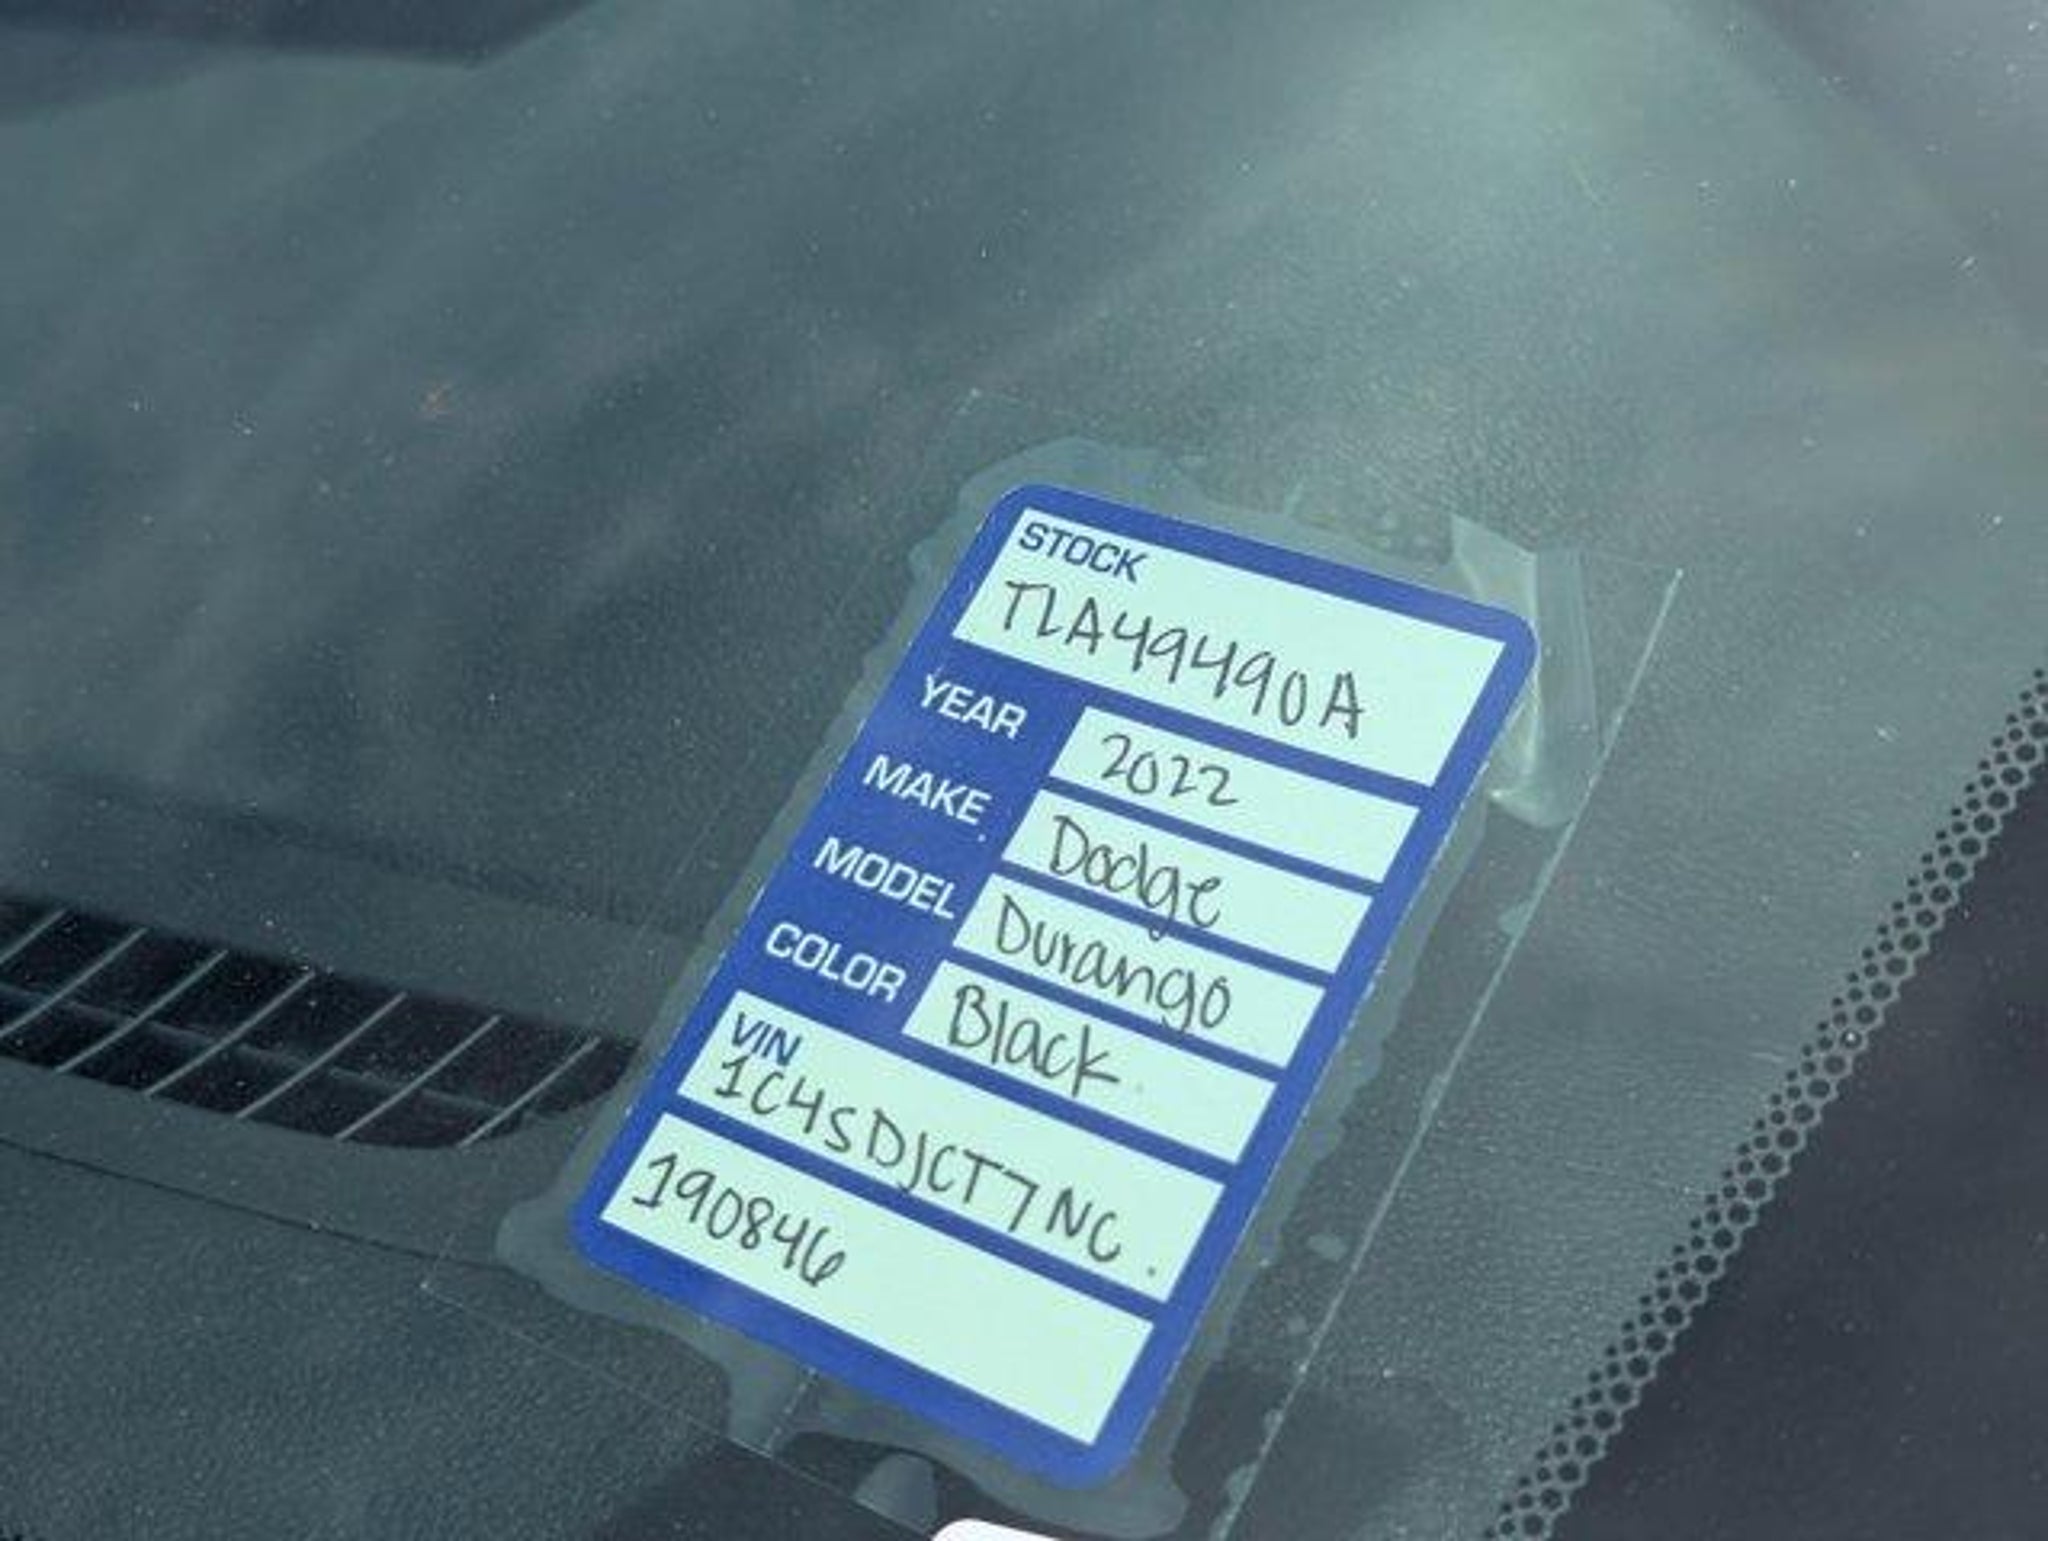 STOCK
TLA49490A
YEAR 2022
MAKE Dodge
MODEL Durango
COLOR Black
VIN
1C4SDJCT7NC
190846